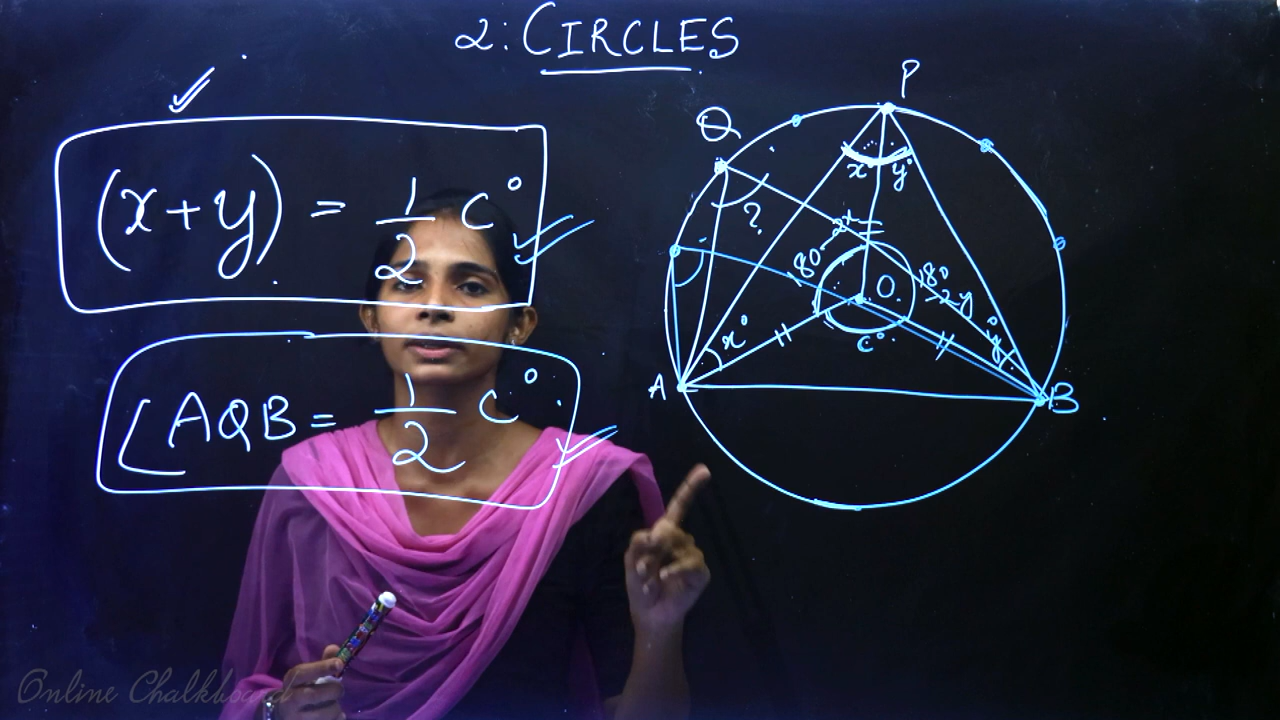 2: CIRCLES
(x+y) = 1/2 c°
∠AQB = 1/2 c°
P
Q
x° y°
?
180-2x
180-2y
O
x°
y°
c°
A
B
Online Chalkboard